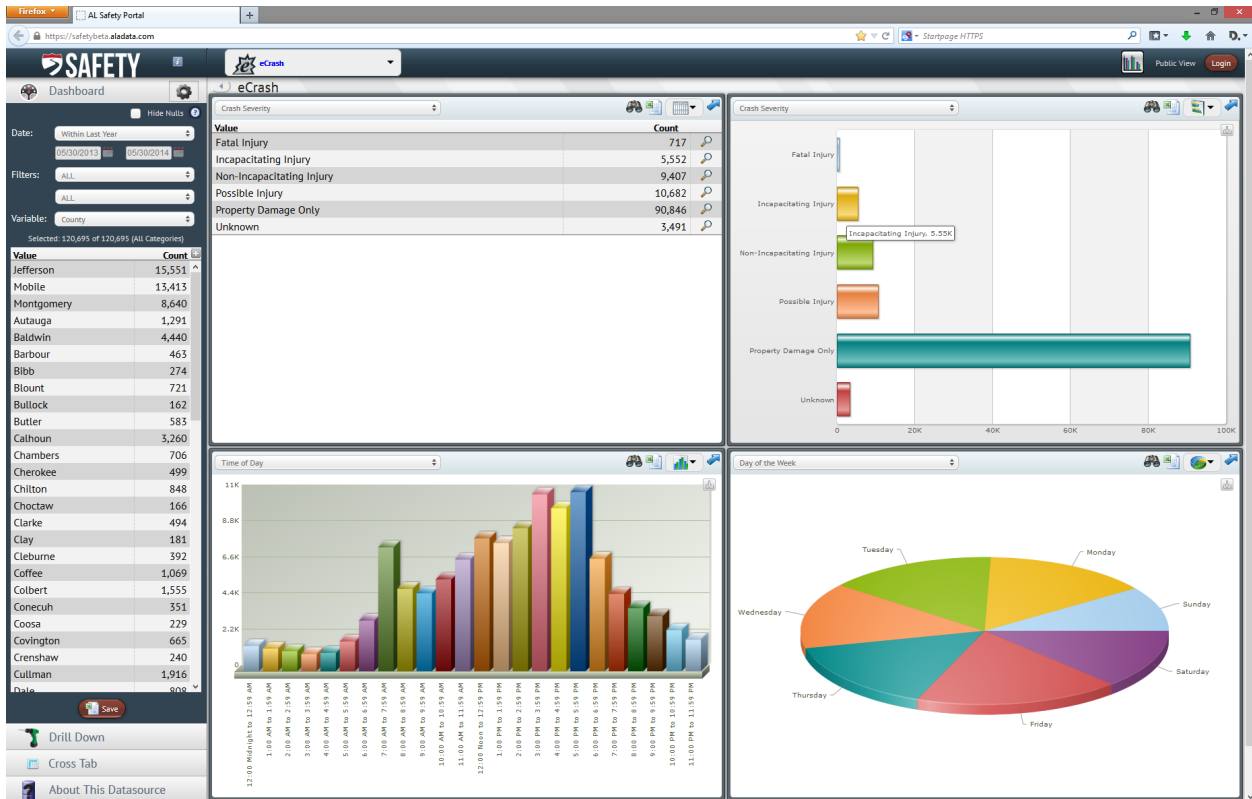 Firefox
AL Safety Portal
https://safetybeta.aladata.com
Startpage HTTPS
SAFETY
eCrash
Public View
Login
Dashboard
eCrash
Hide Nulls
Date:
Within Last Year
05/30/2013
05/30/2014
Filters:
ALL
ALL
Variable:
County
Selected: 120,695 of 120,695 (All Categories)
Value Count
Jefferson 15,551
Mobile 13,413
Montgomery 8,640
Autauga 1,291
Baldwin 4,440
Barbour 463
Bibb 274
Blount 721
Bullock 162
Butler 583
Calhoun 3,260
Chambers 706
Cherokee 499
Chilton 848
Choctaw 166
Clarke 494
Clay 181
Cleburne 392
Coffee 1,069
Colbert 1,555
Conecuh 351
Coosa 229
Covington 665
Crenshaw 240
Cullman 1,916
Dale 808
Save
Drill Down
Cross Tab
About This Datasource
Crash Severity
Value Count
Fatal Injury 717
Incapacitating Injury 5,552
Non-Incapacitating Injury 9,407
Possible Injury 10,682
Property Damage Only 90,846
Unknown 3,491
Crash Severity
Fatal Injury
Incapacitating Injury
Incapacitating Injury, 5.55K
Non-Incapacitating Injury
Possible Injury
Property Damage Only
Unknown
0 20K 40K 60K 80K 100K
Time of Day
11K
8.8K
6.6K
4.4K
2.2K
0
12:00 Midnight to 12:59 AM
1:00 AM to 1:59 AM
2:00 AM to 2:59 AM
3:00 AM to 3:59 AM
4:00 AM to 4:59 AM
5:00 AM to 5:59 AM
6:00 AM to 6:59 AM
7:00 AM to 7:59 AM
8:00 AM to 8:59 AM
9:00 AM to 9:59 AM
10:00 AM to 10:59 AM
11:00 AM to 11:59 AM
12:00 Noon to 12:59 PM
1:00 PM to 1:59 PM
2:00 PM to 2:59 PM
3:00 PM to 3:59 PM
4:00 PM to 4:59 PM
5:00 PM to 5:59 PM
6:00 PM to 6:59 PM
7:00 PM to 7:59 PM
8:00 PM to 8:59 PM
9:00 PM to 9:59 PM
10:00 PM to 10:59 PM
11:00 PM to 11:59 PM
Day of the Week
Tuesday
Monday
Wednesday
Sunday
Saturday
Thursday
Friday